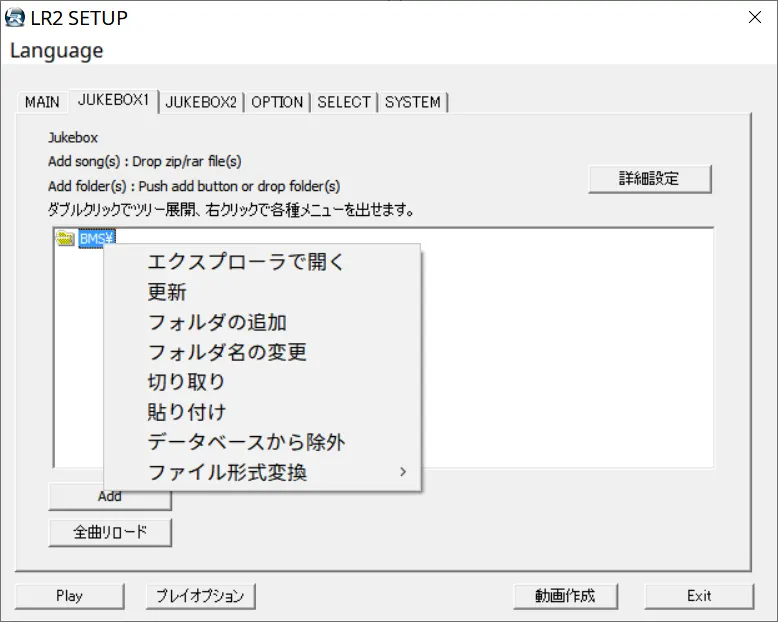 LR2 SETUP
Language
MAIN JUKEBOX1 JUKEBOX2 OPTION SELECT SYSTEM
Jukebox
Add song(s) : Drop zip/rar file(s)
Add folder(s) : Push add button or drop folder(s)
詳細設定
ダブルクリックでツリー展開、右クリックで各種メニューを出せます。
BMS¥
エクスプローラで開く
更新
フォルダの追加
フォルダ名の変更
切り取り
貼り付け
データベースから除外
ファイル形式変換 >
Add
全曲リロード
Play プレイオプション 動画作成 Exit